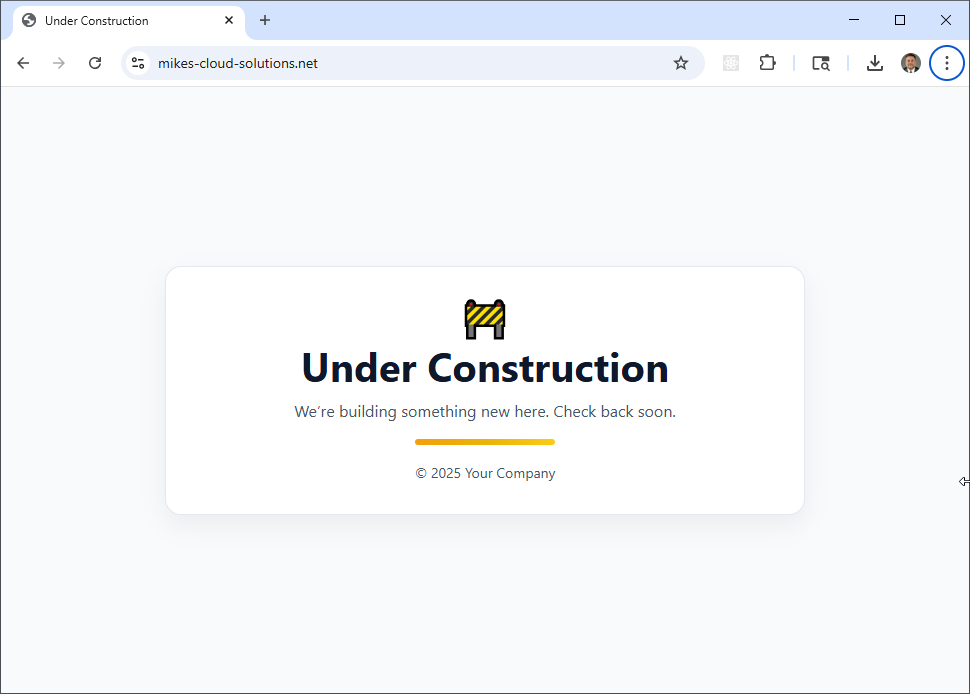 Under Construction
mikes-cloud-solutions.net
Under Construction
We’re building something new here. Check back soon.
© 2025 Your Company